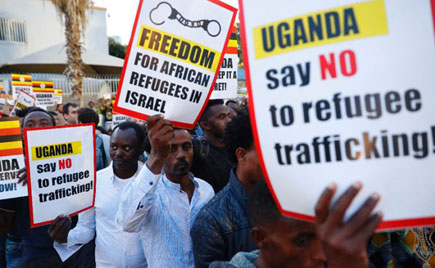 FREEDOM
FOR AFRICAN
REFUGEES IN
ISRAEL
UGANDA
say NO
to refugee
trafficking!
UGANDA
say NO
to refugee
trafficking!